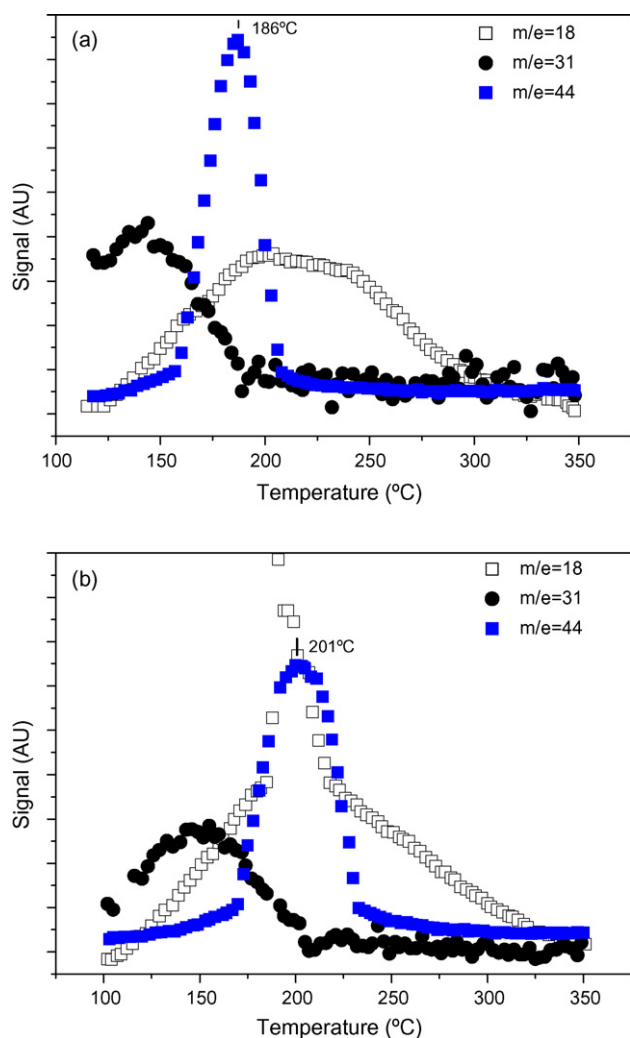 (a)
186ºC
m/e=18
m/e=31
m/e=44
Signal (AU)
100 150 200 250 300 350
Temperature (ºC)
(b)
201ºC
m/e=18
m/e=31
m/e=44
Signal (AU)
100 150 200 250 300 350
Temperature (ºC)